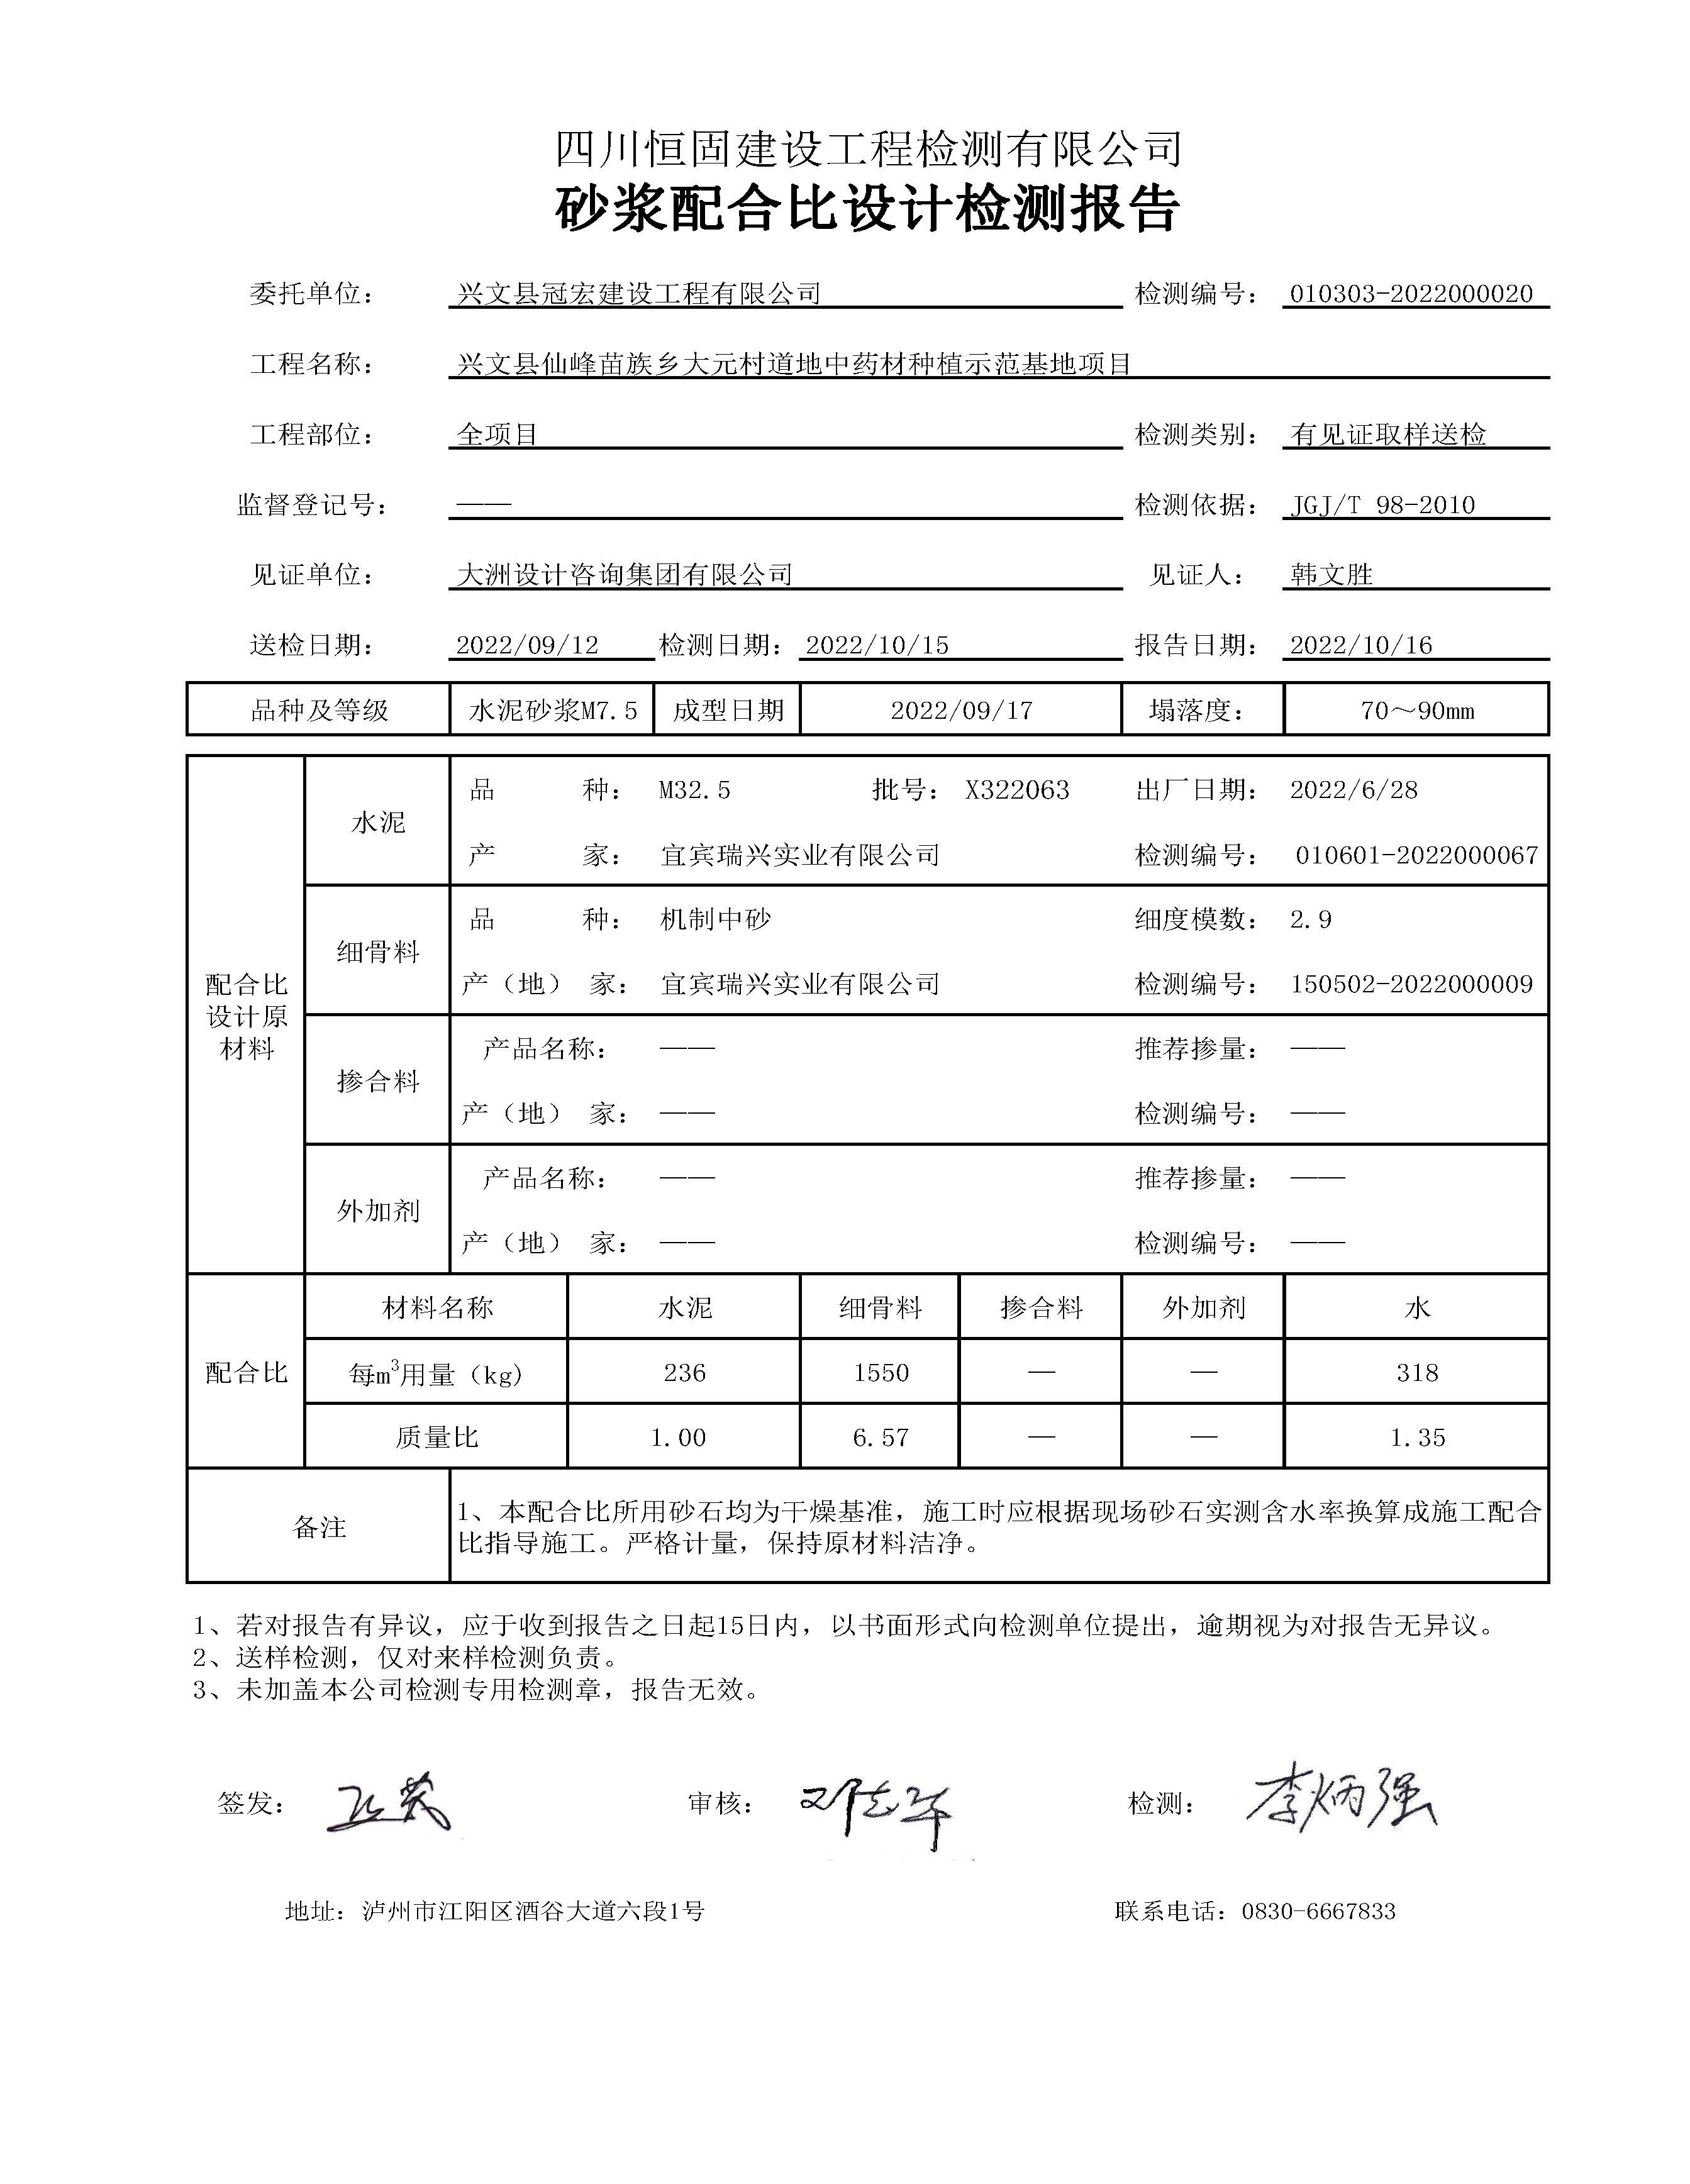 四川恒固建设工程检测有限公司
砂浆配合比设计检测报告
委托单位： 兴文县冠宏建设工程有限公司 检测编号： 010303-2022000020
工程名称： 兴文县仙峰苗族乡大元村道地中药材种植示范基地项目
工程部位： 全项目 检测类别： 有见证取样送检
监督登记号： —— 检测依据： JGJ/T 98-2010
见证单位： 大洲设计咨询集团有限公司 见证人： 韩文胜
送检日期： 2022/09/12 检测日期： 2022/10/15 报告日期： 2022/10/16
品种及等级 水泥砂浆M7.5 成型日期 2022/09/17 塌落度： 70～90mm
配合比设计原材料
水泥
品 种： M32.5 批号： X322063 出厂日期： 2022/6/28
产 家： 宜宾瑞兴实业有限公司 检测编号： 010601-2022000067
细骨料
品 种： 机制中砂 细度模数： 2.9
产（地） 家： 宜宾瑞兴实业有限公司 检测编号： 150502-2022000009
掺合料
产品名称： —— 推荐掺量： ——
产（地） 家： —— 检测编号： ——
外加剂
产品名称： —— 推荐掺量： ——
产（地） 家： —— 检测编号： ——
配合比
材料名称 水泥 细骨料 掺合料 外加剂 水
每m³用量（kg） 236 1550 — — 318
质量比 1.00 6.57 — — 1.35
备注
1、本配合比所用砂石均为干燥基准，施工时应根据现场砂石实测含水率换算成施工配合
比指导施工。严格计量，保持原材料洁净。
1、若对报告有异议，应于收到报告之日起15日内，以书面形式向检测单位提出，逾期视为对报告无异议。
2、送样检测，仅对来样检测负责。
3、未加盖本公司检测专用检测章，报告无效。
签发： 审核： 检测： 李炳强
地址：泸州市江阳区酒谷大道六段1号 联系电话：0830-6667833